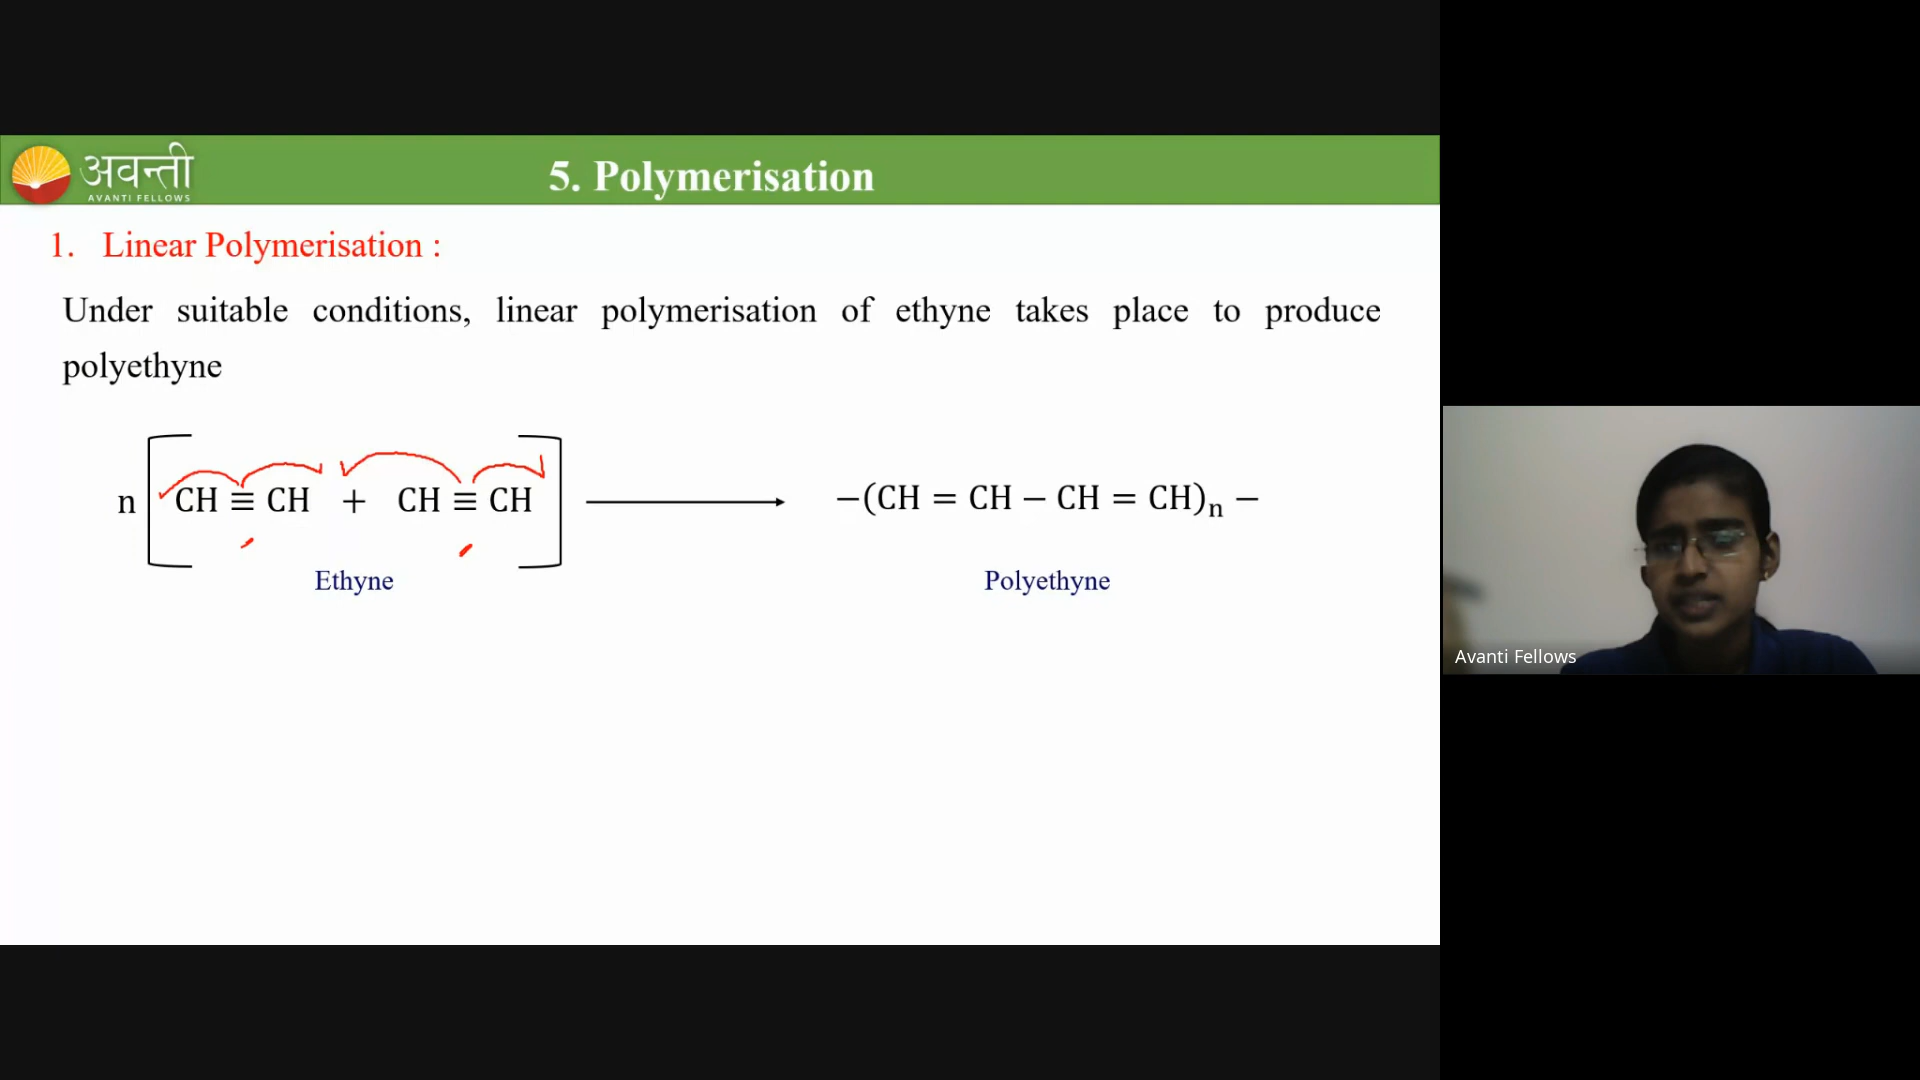 अवन्ती
AVANTI FELLOWS
5. Polymerisation
1. Linear Polymerisation :
Under suitable conditions, linear polymerisation of ethyne takes place to produce
polyethyne
n [CH ≡ CH + CH ≡ CH] ⟶ −(CH = CH − CH = CH)ₙ −
Ethyne Polyethyne
Avanti Fellows